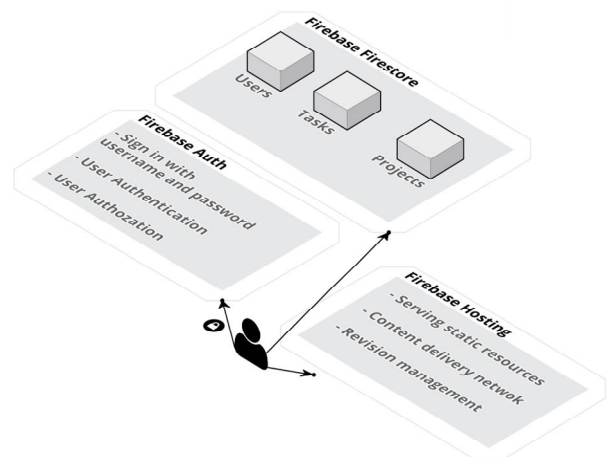 Firebase Firestore
Users
Tasks
Projects
Firebase Auth
- Sign in with
username and password
- User Authentication
- User Authozation
Firebase Hosting
- Serving static resources
- Content delivery netwok
- Revision management